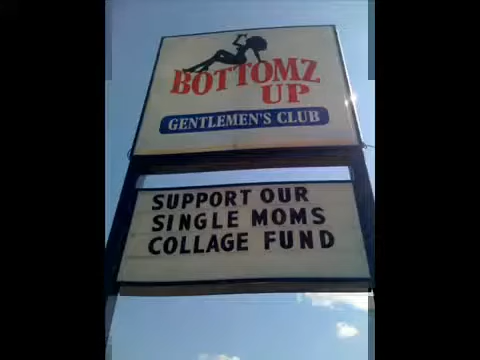 BOTTOMZ
UP
GENTLEMEN'S CLUB
SUPPORT OUR
SINGLE MOMS
COLLAGE FUND